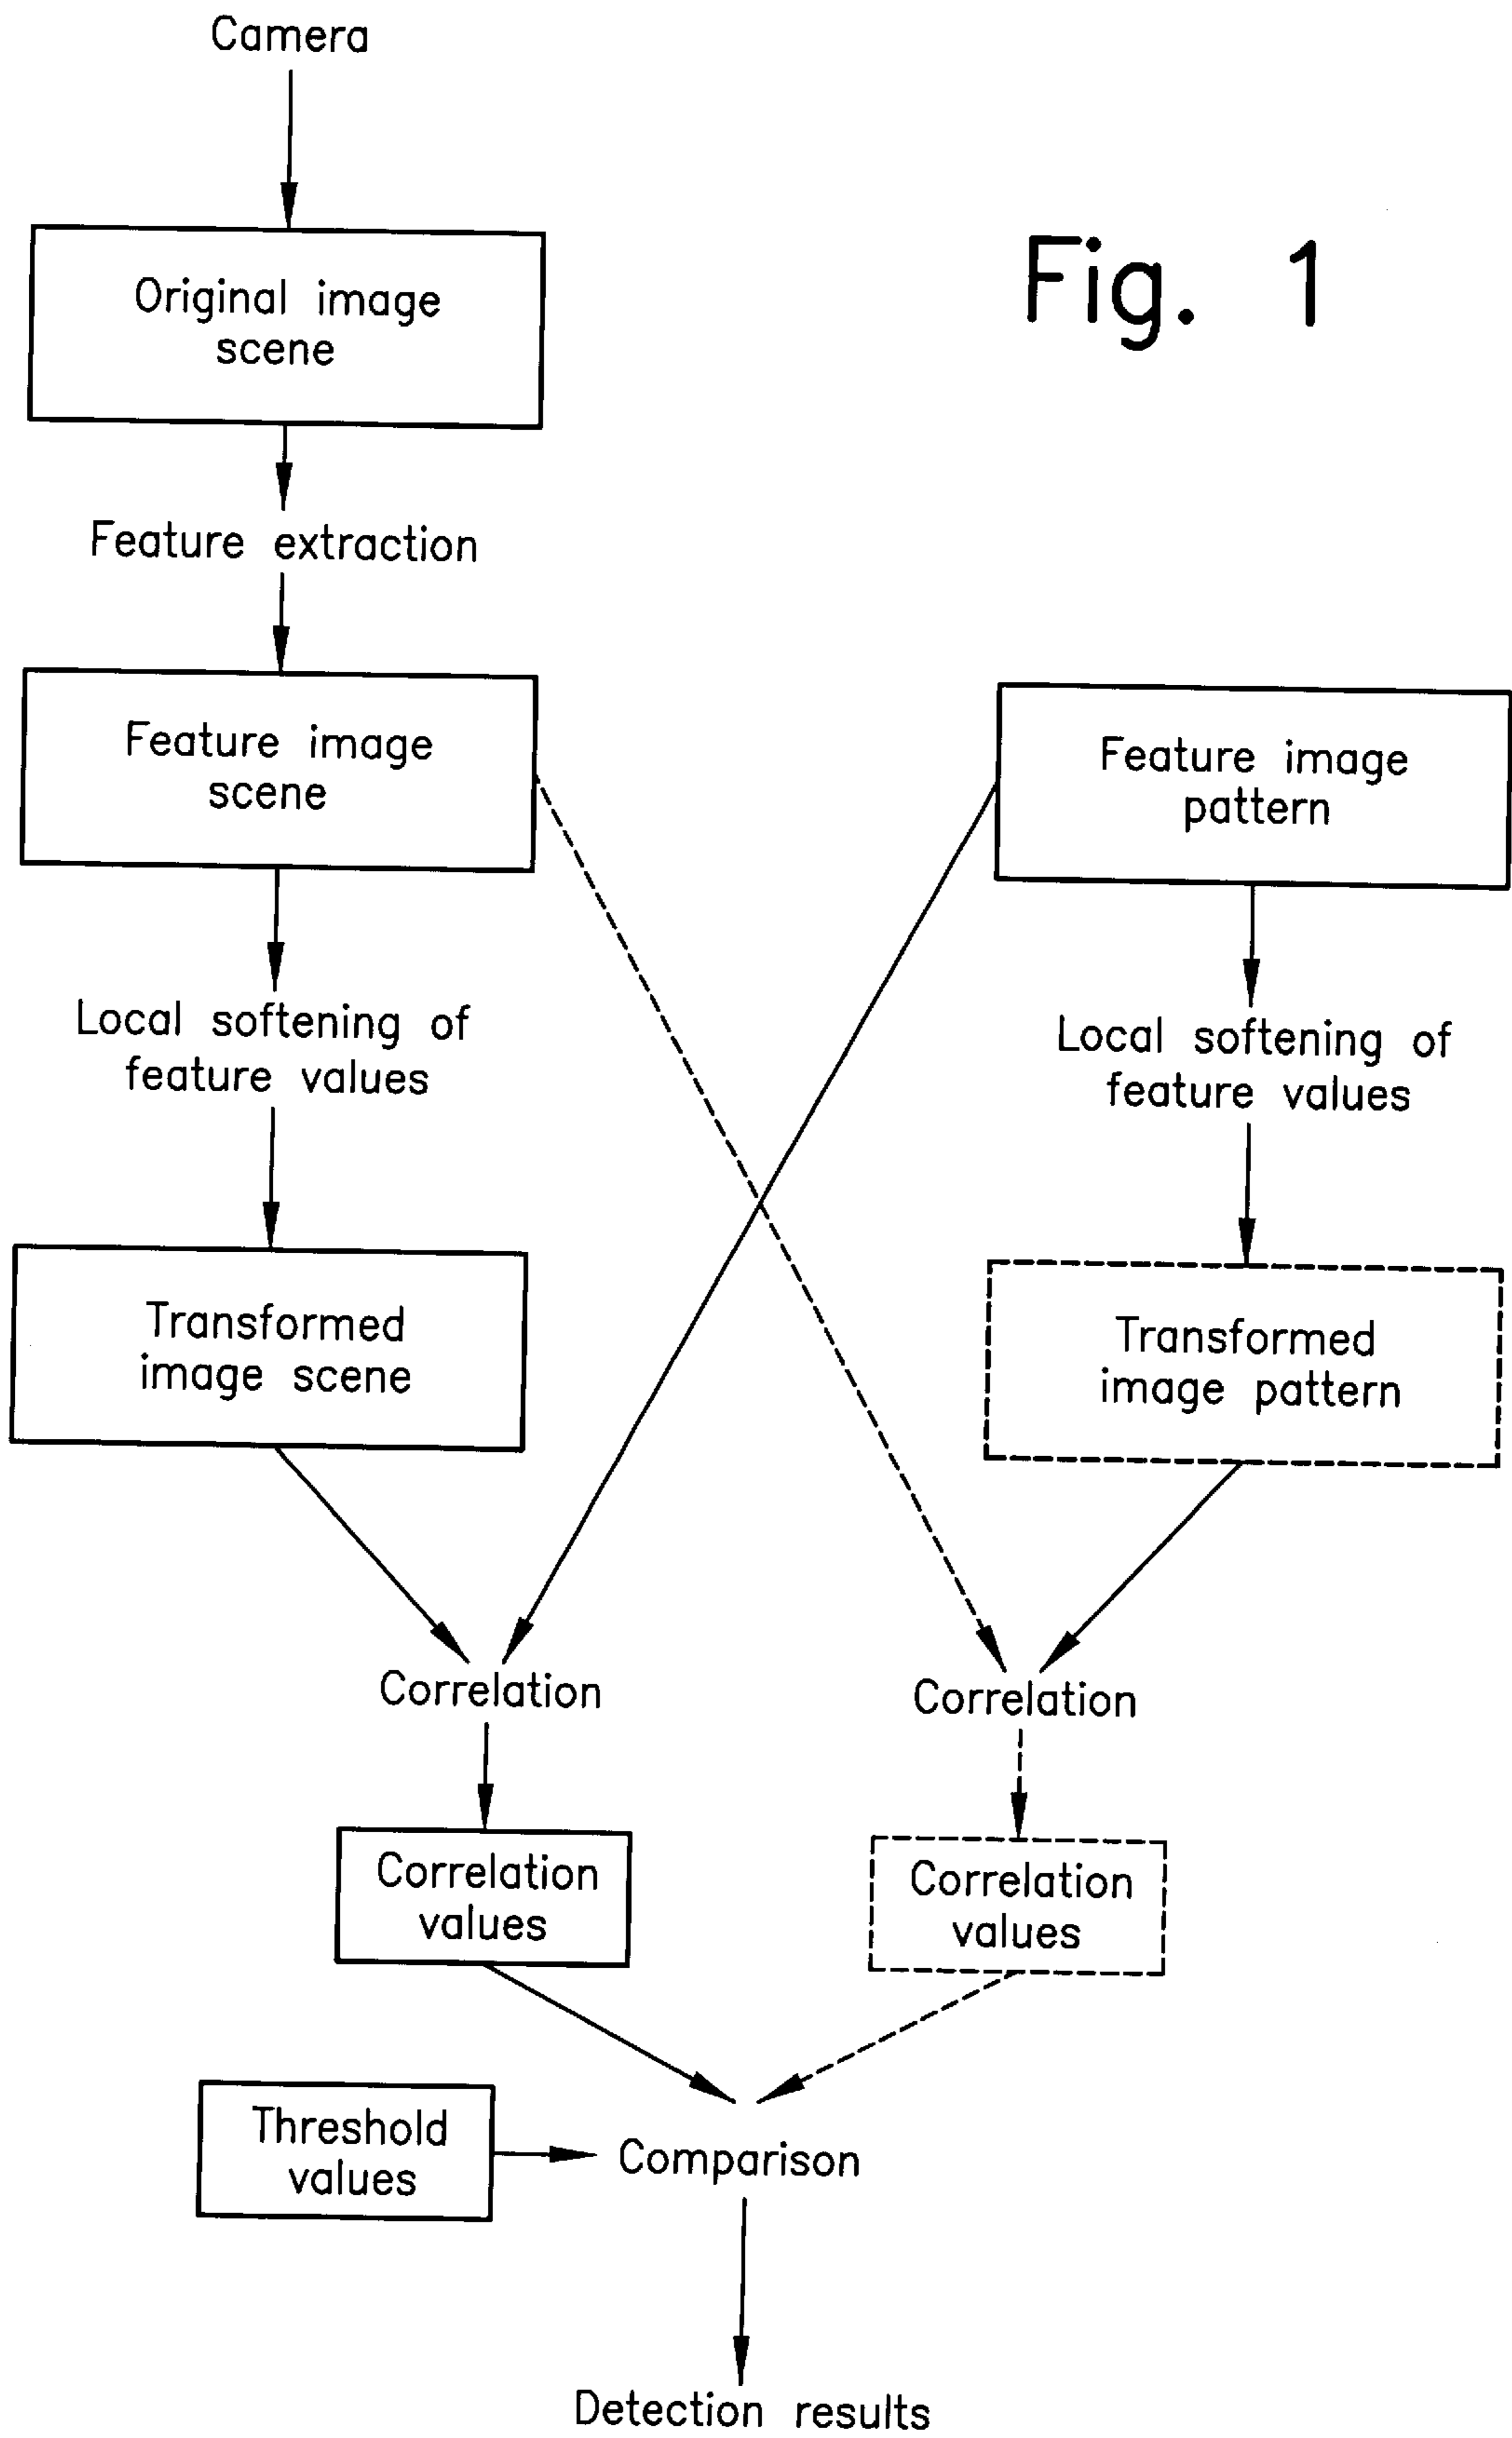 Camera
Fig. 1
Original image
scene
Feature extraction
Feature image
scene
Feature image
pattern
Local softening of
feature values
Local softening of
feature values
Transformed
image scene
Transformed
image pattern
Correlation
Correlation
Correlation
values
Correlation
values
Threshold
values
Comparison
Detection results